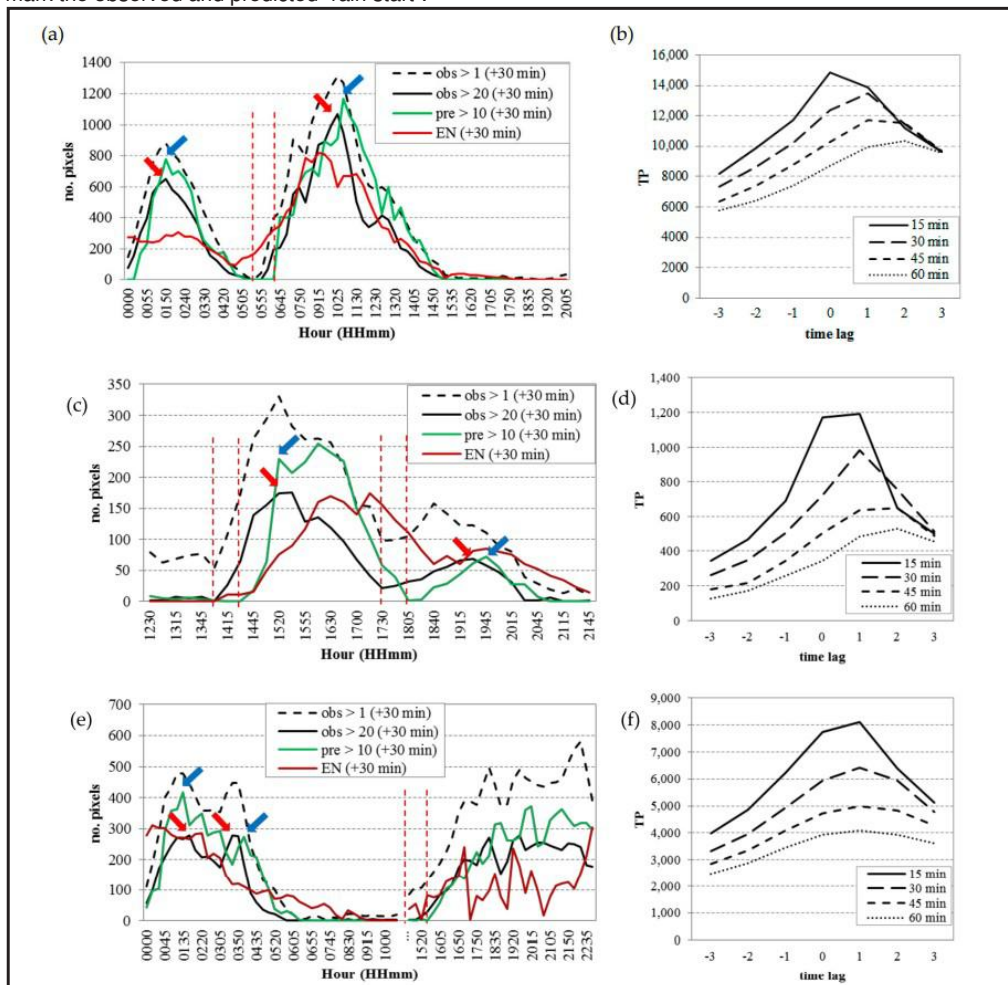 mark the observed and predicted "rain start".
(a)
1400
1200
1000
800
600
400
200
0
no. pixels
obs > 1 (+30 min)
obs > 20 (+30 min)
pre > 10 (+30 min)
EN (+30 min)
0000 0055 0150 0240 0330 0420 0505 0555 0645 0750 0915 1025 1130 1230 1320 1405 1450 1535 1620 1705 1750 1835 1920 2005
Hour (HHmm)
(b)
16,000
14,000
12,000
10,000
8000
6000
4000
2000
0
TP
15 min
30 min
45 min
60 min
-3 -2 -1 0 1 2 3
time lag
(c)
350
300
250
200
150
100
50
0
no. pixels
obs > 1 (+30 min)
obs > 20 (+30 min)
pre > 10 (+30 min)
EN (+30 min)
1230 1315 1345 1415 1445 1520 1555 1630 1700 1730 1805 1840 1915 1945 2015 2045 2115 2145
Hour (HHmm)
(d)
1,400
1,200
1,000
800
600
400
200
0
TP
15 min
30 min
45 min
60 min
-3 -2 -1 0 1 2 3
time lag
(e)
700
600
500
400
300
200
100
0
no. pixels
obs > 1 (+30 min)
obs > 20 (+30 min)
pre > 10 (+30 min)
EN (+30 min)
0000 0045 0135 0220 0305 0350 0435 0520 0605 0655 0745 0830 0915 1000 ... 1520 1605 1650 1750 1835 1920 2015 2105 2150 2235
Hour (HHmm)
(f)
9,000
8,000
7,000
6,000
5,000
4,000
3,000
2,000
1,000
0
TP
15 min
30 min
45 min
60 min
-3 -2 -1 0 1 2 3
time lag